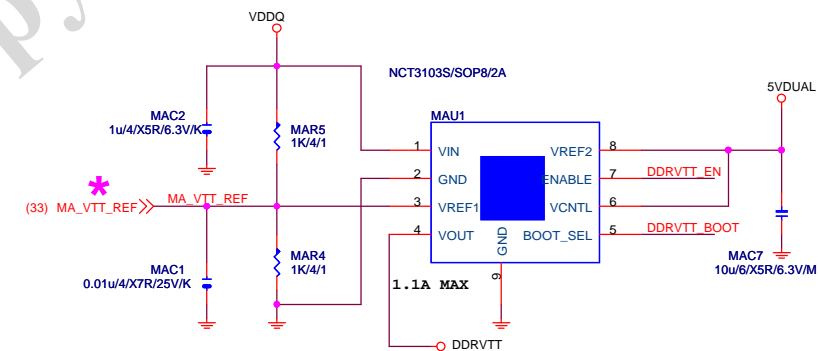 VDDQ
NCT3103S/SOP8/2A
5VDUAL
MAC2
1u/4/X5R/6.3V/K
MAR5
1K/4/1
MAU1
1 VIN VREF2 8
2 GND ENABLE 7 DDRVTT_EN
3 VREF1 VCNTL 6
4 VOUT BOOT_SEL 5 DDRVTT_BOOT
GND
9
*
(33) MA_VTT_REF MA_VTT_REF
MAC1
0.01u/4/X7R/25V/K
MAR4
1K/4/1
MAC7
10u/6/X5R/6.3V/M
1.1A MAX
DDRVTT